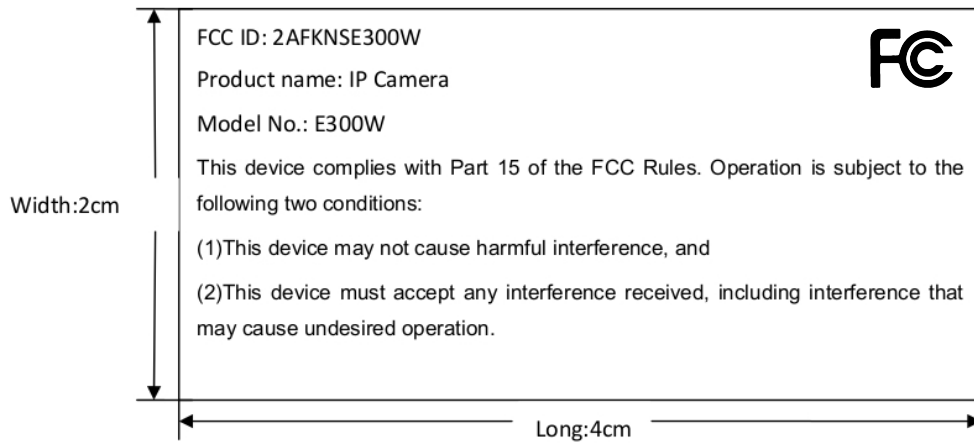 FCC ID: 2AFKNSE300W
FC
Product name: IP Camera
Model No.: E300W
This device complies with Part 15 of the FCC Rules. Operation is subject to the
following two conditions:
(1)This device may not cause harmful interference, and
(2)This device must accept any interference received, including interference that
may cause undesired operation.
Width:2cm
Long:4cm